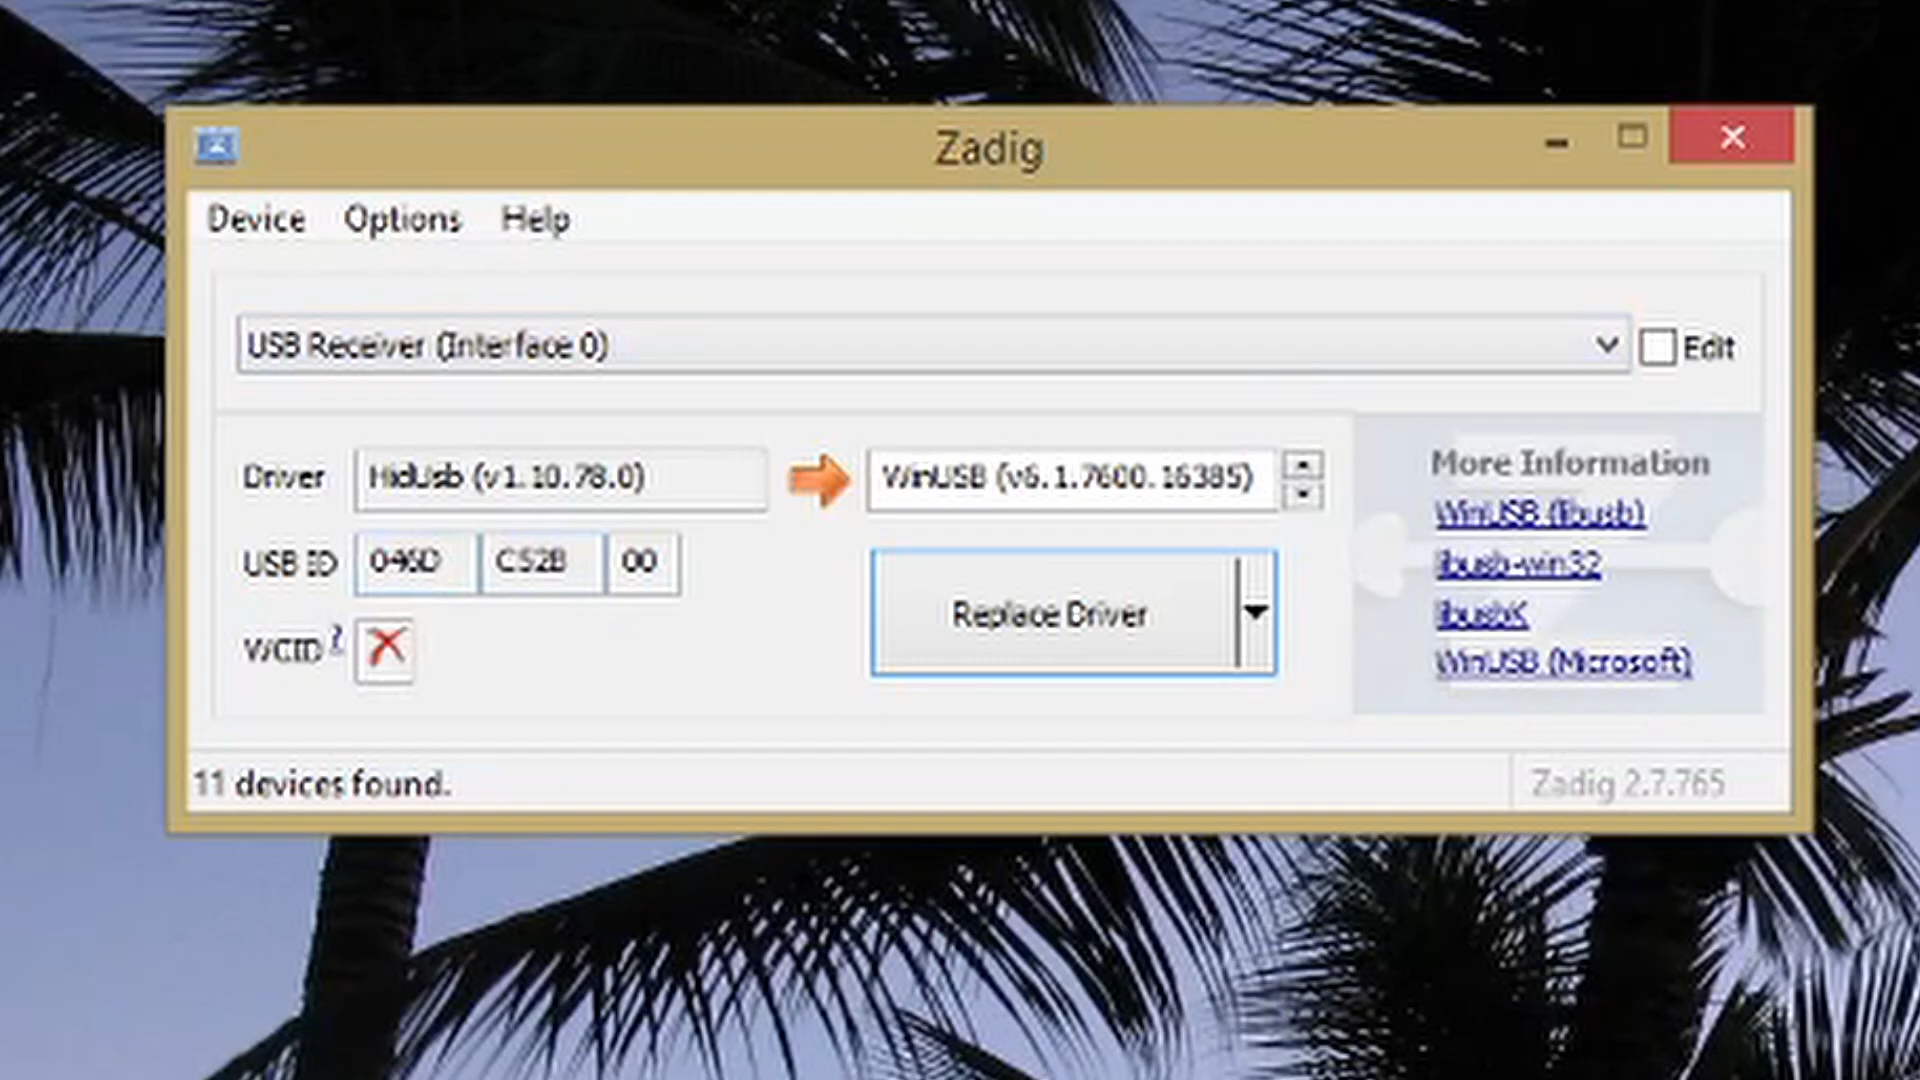 Zadig
Device Options Help
USB Receiver (Interface 0)
Edit
Driver HidUsb (v1.10.78.0) WinUSB (v6.1.7600.16385)
USB ID 046D C52B 00
WCID ?
Replace Driver
More Information
WinUSB (libusb)
libusb-win32
libusbK
WinUSB (Microsoft)
11 devices found.
Zadig 2.7.765